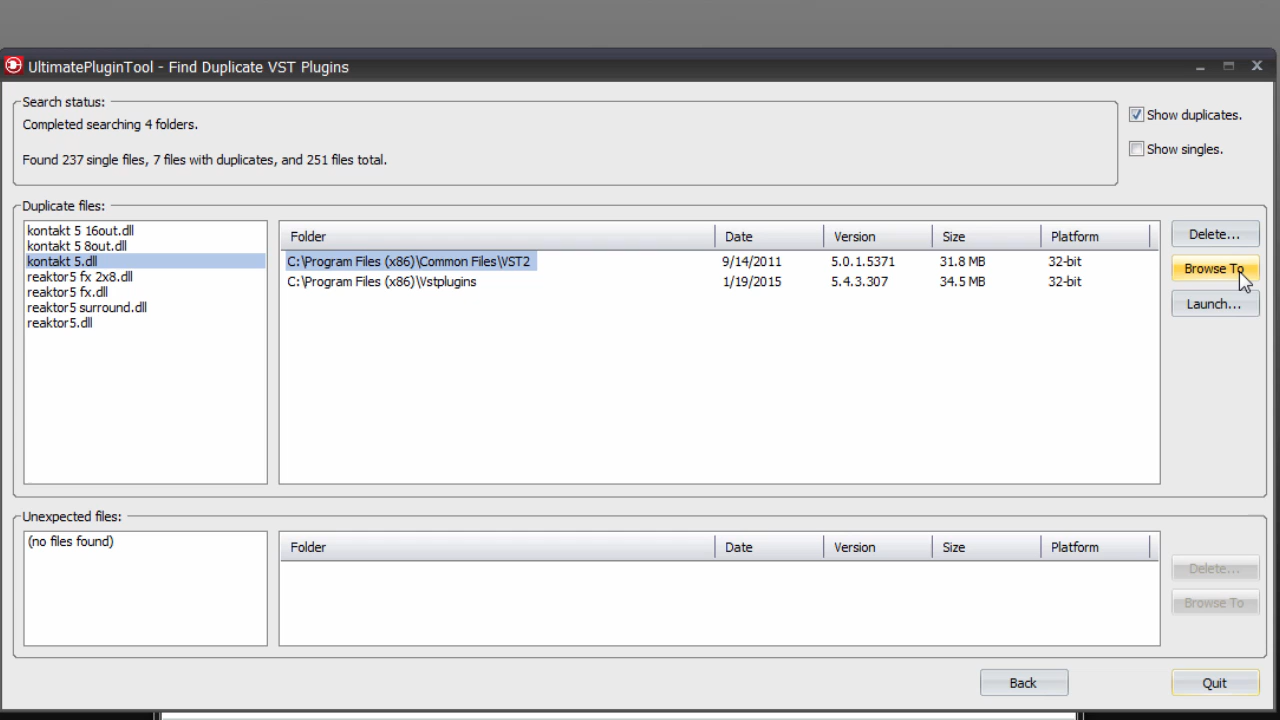 UltimatePluginTool - Find Duplicate VST Plugins
Search status:
Completed searching 4 folders.
Found 237 single files, 7 files with duplicates, and 251 files total.
Show duplicates.
Show singles.
Duplicate files:
kontakt 5 16out.dll
kontakt 5 8out.dll
kontakt 5.dll
reaktor5 fx 2x8.dll
reaktor5 fx.dll
reaktor5 surround.dll
reaktor5.dll
Folder Date Version Size Platform
C:\Program Files (x86)\Common Files\VST2 9/14/2011 5.0.1.5371 31.8 MB 32-bit
C:\Program Files (x86)\Vstplugins 1/19/2015 5.4.3.307 34.5 MB 32-bit
Delete...
Browse To
Launch...
Unexpected files:
(no files found)
Folder Date Version Size Platform
Delete...
Browse To
Back
Quit